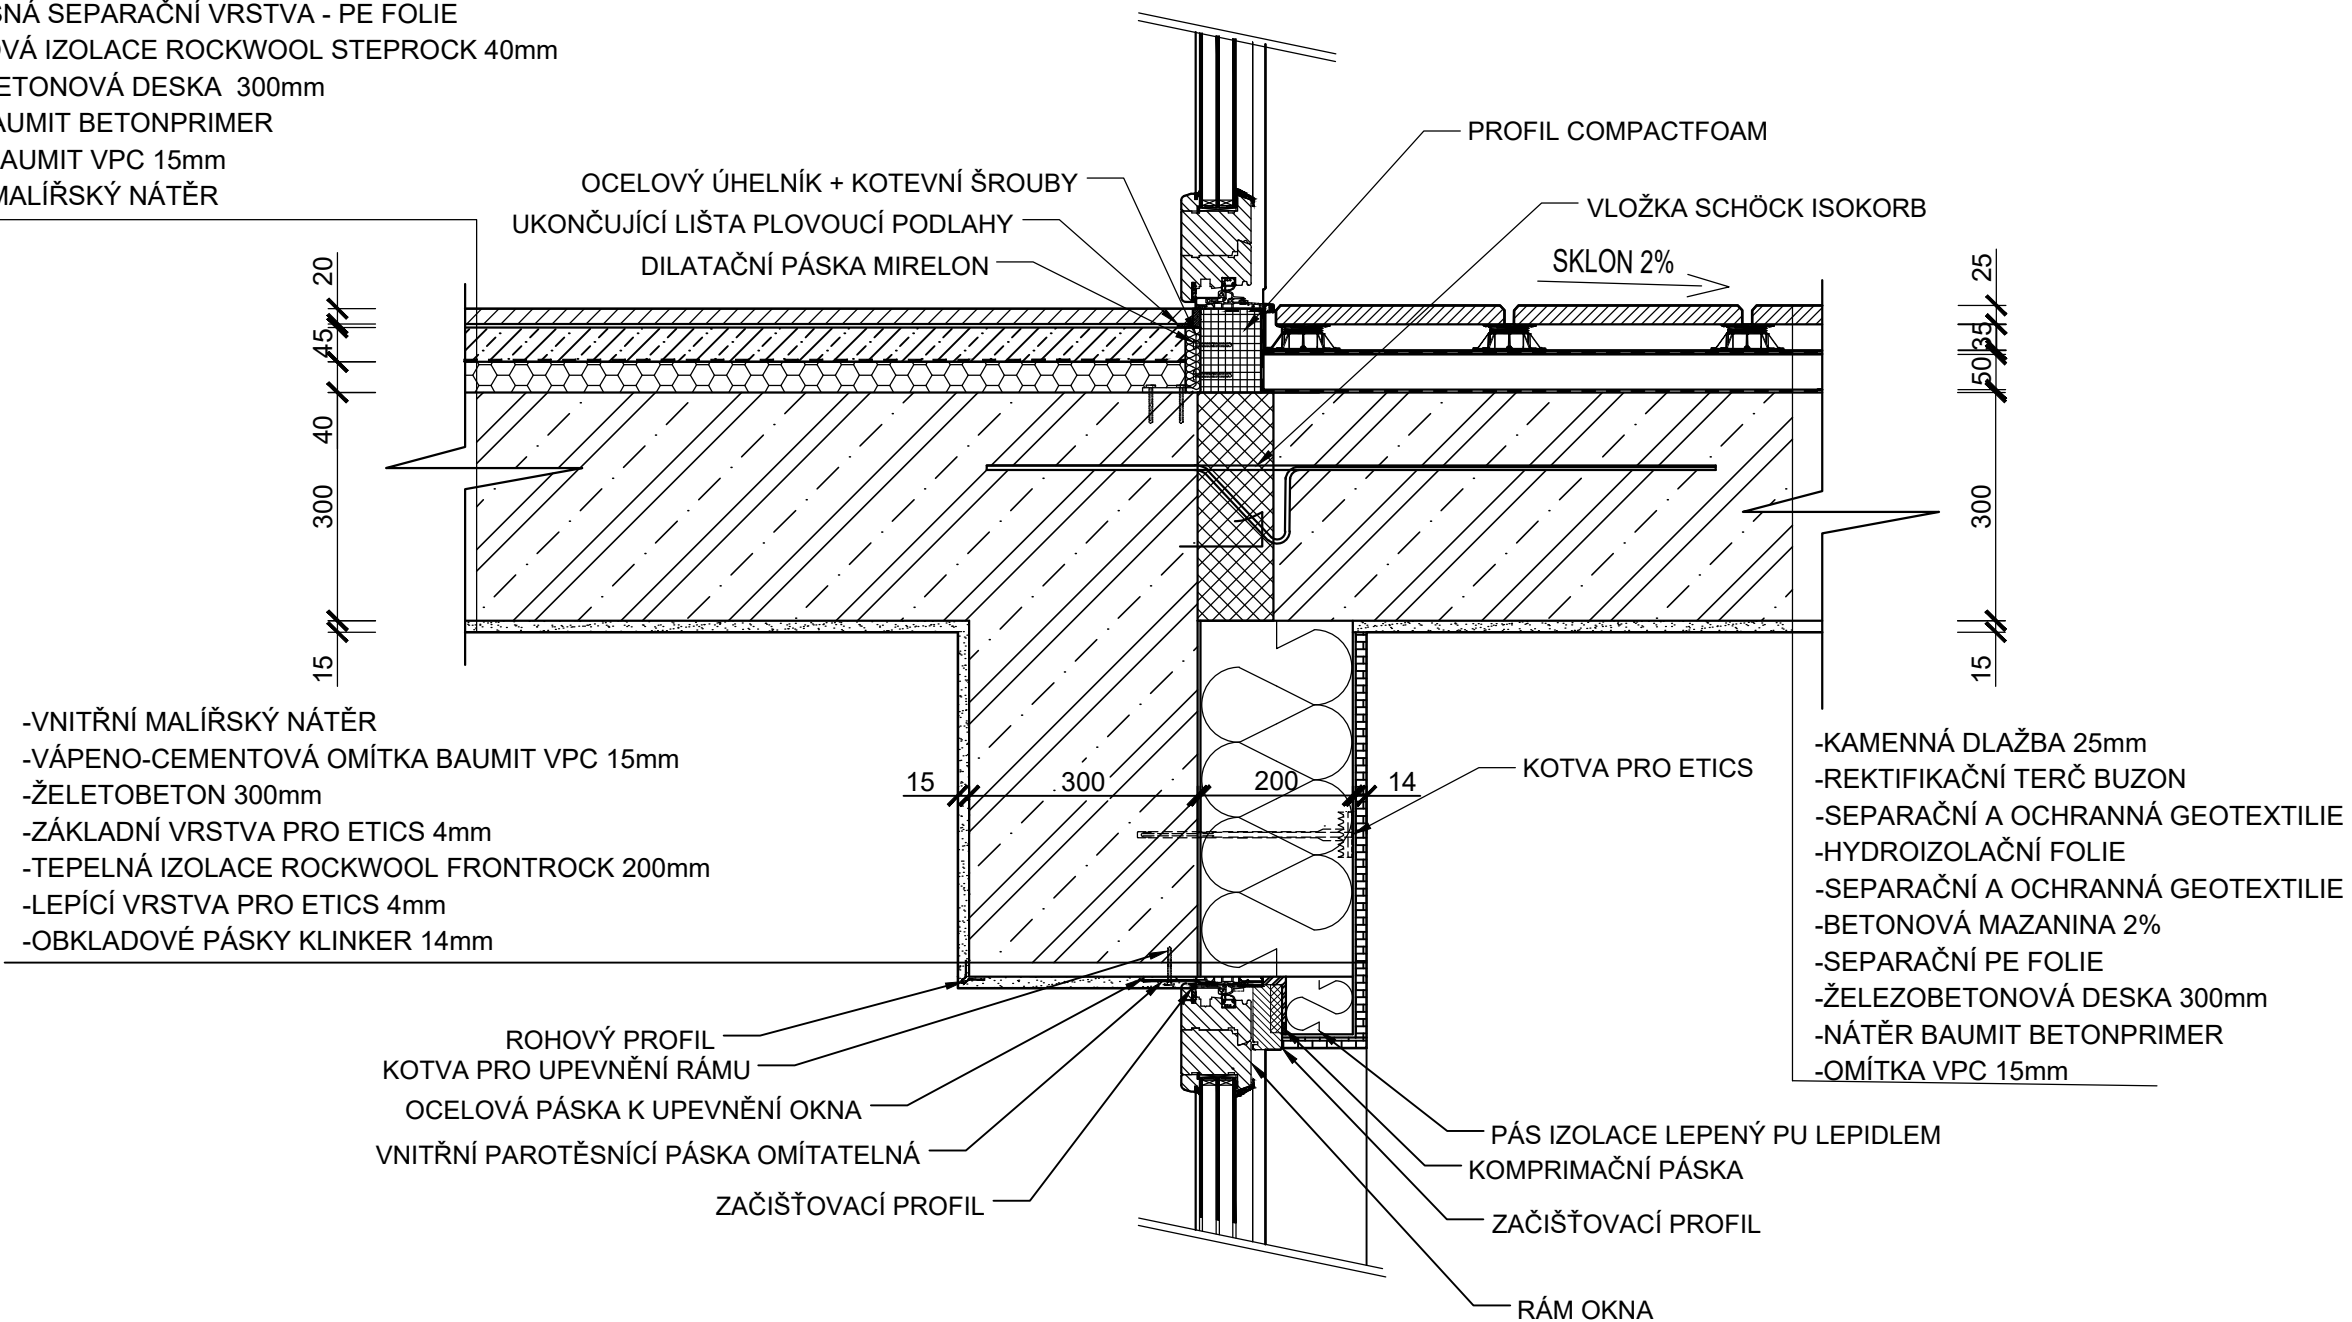 SNÁ SEPARAČNÍ VRSTVA - PE FOLIE
OVÁ IZOLACE ROCKWOOL STEPROCK 40mm
BETONOVÁ DESKA  300mm
AUMIT BETONPRIMER
BAUMIT VPC 15mm
MALÍŘSKÝ NÁTĚR
OCELOVÝ ÚHELNÍK + KOTEVNÍ ŠROUBY
UKONČUJÍCÍ LIŠTA PLOVOUCÍ PODLAHY
DILATAČNÍ PÁSKA MIRELON
PROFIL COMPACTFOAM
VLOŽKA SCHÖCK ISOKORB
SKLON 2%
20
45
40
300
15
25
35
50
300
15
-VNITŘNÍ MALÍŘSKÝ NÁTĚR
-VÁPENO-CEMENTOVÁ OMÍTKA BAUMIT VPC 15mm
-ŽELETOBETON 300mm
-ZÁKLADNÍ VRSTVA PRO ETICS 4mm
-TEPELNÁ IZOLACE ROCKWOOL FRONTROCK 200mm
-LEPÍCÍ VRSTVA PRO ETICS 4mm
-OBKLADOVÉ PÁSKY KLINKER 14mm
15 300 200 14
KOTVA PRO ETICS
-KAMENNÁ DLAŽBA 25mm
-REKTIFIKAČNÍ TERČ BUZON
-SEPARAČNÍ A OCHRANNÁ GEOTEXTILIE
-HYDROIZOLAČNÍ FOLIE
-SEPARAČNÍ A OCHRANNÁ GEOTEXTILIE
-BETONOVÁ MAZANINA 2%
-SEPARAČNÍ PE FOLIE
-ŽELEZOBETONOVÁ DESKA 300mm
-NÁTĚR BAUMIT BETONPRIMER
-OMÍTKA VPC 15mm
ROHOVÝ PROFIL
KOTVA PRO UPEVNĚNÍ RÁMU
OCELOVÁ PÁSKA K UPEVNĚNÍ OKNA
VNITŘNÍ PAROTĚSNÍCÍ PÁSKA OMÍTATELNÁ
ZAČIŠŤOVACÍ PROFIL
PÁS IZOLACE LEPENÝ PU LEPIDLEM
KOMPRIMAČNÍ PÁSKA
ZAČIŠŤOVACÍ PROFIL
RÁM OKNA